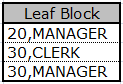 Leaf Block
20,MANAGER
30,CLERK
30,MANAGER